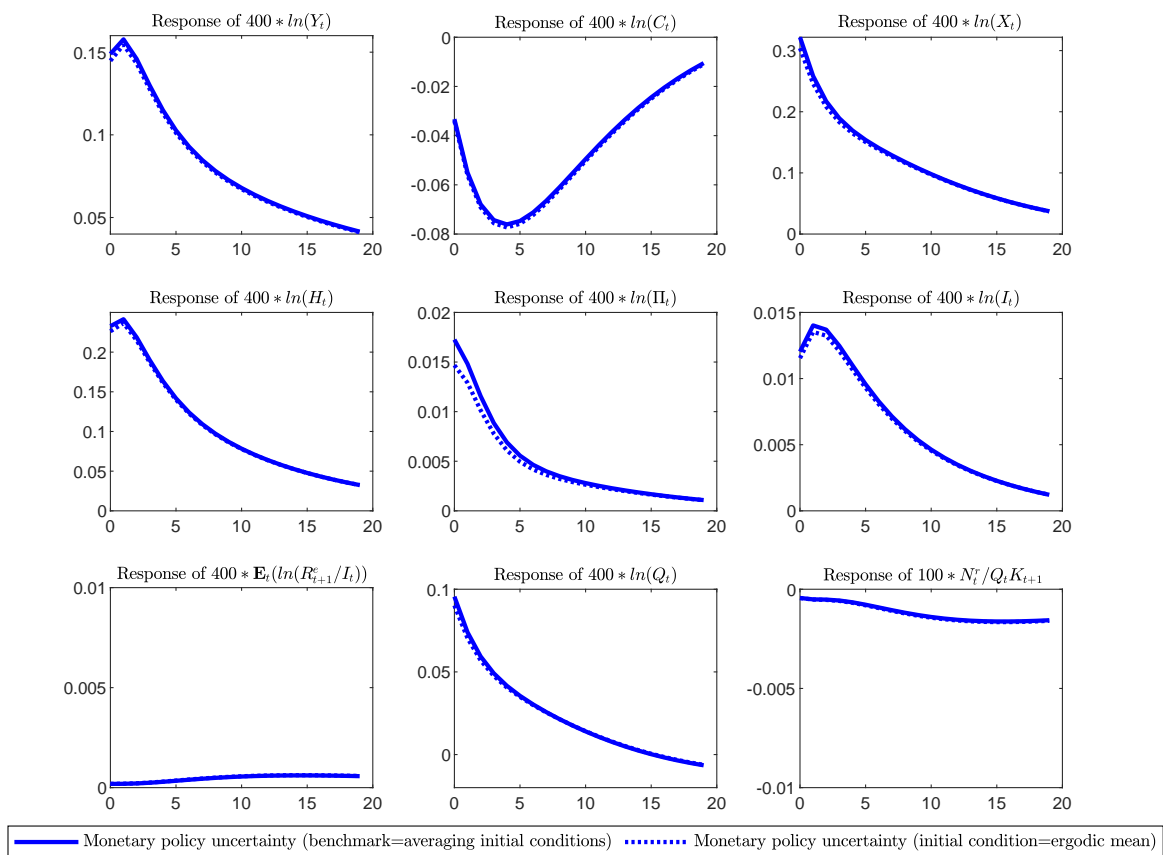 Response of 400 * ln(Y_t)
Response of 400 * ln(C_t)
Response of 400 * ln(X_t)
0.15
0.1
0.05
0 5 10 15 20
0
-0.02
-0.04
-0.06
-0.08
0 5 10 15 20
0.3
0.2
0.1
0
0 5 10 15 20
Response of 400 * ln(H_t)
Response of 400 * ln(Π_t)
Response of 400 * ln(I_t)
0.2
0.15
0.1
0.05
0
0 5 10 15 20
0.02
0.015
0.01
0.005
0
0 5 10 15 20
0.015
0.01
0.005
0
0 5 10 15 20
Response of 400 * E_t(ln(R^e_{t+1}/I_t))
Response of 400 * ln(Q_t)
Response of 100 * N^r_t/Q_tK_{t+1}
0.01
0.005
0
0 5 10 15 20
0.1
0.05
0
0 5 10 15 20
0
-0.005
-0.01
0 5 10 15 20
Monetary policy uncertainty (benchmark=averaging initial conditions) Monetary policy uncertainty (initial condition=ergodic mean)